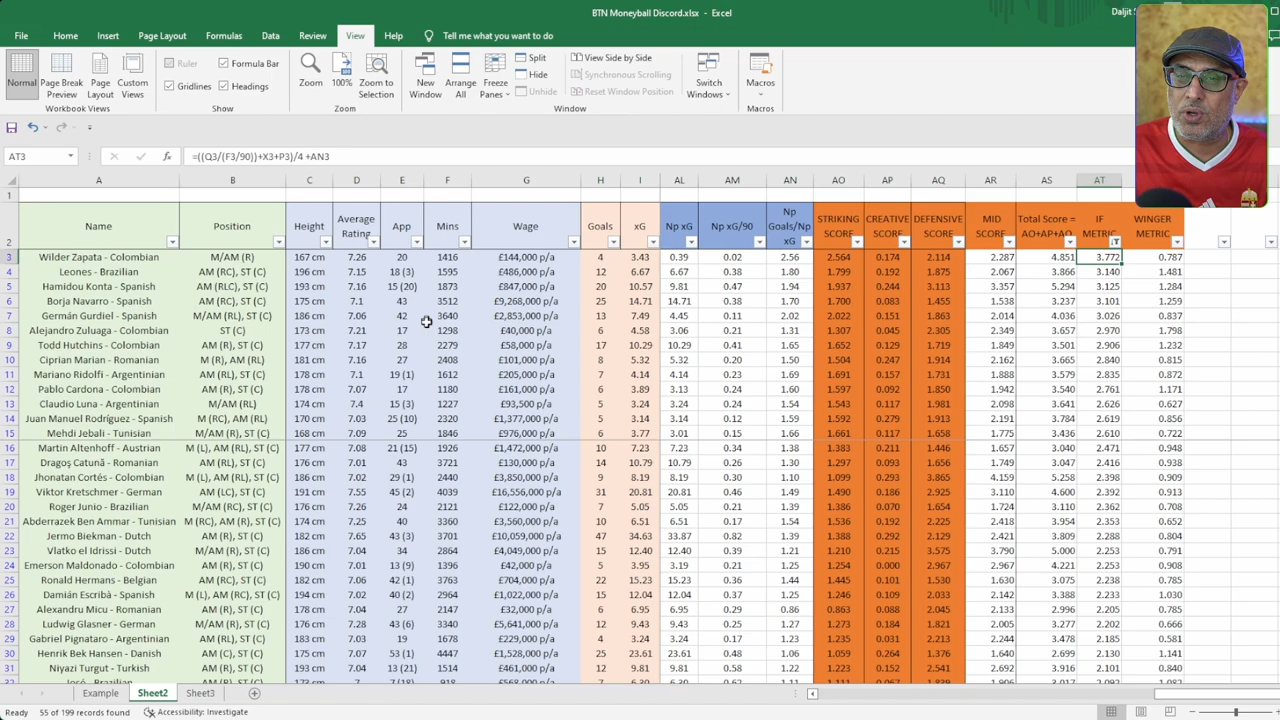 BTN Moneyball Discord.xlsx - Excel
Daljit
File Home Insert Page Layout Formulas Data Review View Help Tell me what you want to do
Normal Page Break Preview Page Layout Custom Views Workbook Views
Ruler Formula Bar Gridlines Headings Show
Zoom 100% Zoom to Selection Zoom
New Window Arrange All Freeze Panes Split Hide Unhide View Side by Side Synchronous Scrolling Reset Window Position Switch Windows Window
Macros Macros
AT3 fx =((Q3/(F3/90))+X3+P3)/4 +AN3
A B C D E F G H I AL AM AN AO AP AQ AR AS AT AU
1
2 Name Position Height Average Rating App Mins Wage Goals xG Np xG Np xG/90 Np Goals/Np xG STRIKING SCORE CREATIVE SCORE DEFENSIVE SCORE MID SCORE Total Score = AO+AP+AQ IF METRIC WINGER METRIC
3 Wilder Zapata - Colombian M/AM (R) 167 cm 7.26 20 1416 £144,000 p/a 4 3.43 0.39 0.02 2.56 2.564 0.174 2.114 2.287 4.851 3.772 0.787
4 Leones - Brazilian AM (RC), ST (C) 193 cm 7.15 18 (3) 1595 £486,000 p/a 12 6.67 6.67 0.38 1.80 1.799 0.192 1.875 2.067 3.866 3.140 1.481
5 Hamidou Konta - Spanish AM (RLC), ST (C) 193 cm 7.16 15 (20) 1873 £847,000 p/a 20 10.57 9.81 0.47 1.94 1.937 0.244 3.113 3.357 5.294 3.125 1.284
6 Borja Navarro - Spanish AM (R), ST (C) 175 cm 7.1 43 3512 £9,268,000 p/a 25 14.71 14.71 0.38 1.70 1.700 0.083 1.455 1.538 3.237 3.101 1.259
7 Germán Gurdiel - Spanish M/AM (RL), ST (C) 186 cm 7.06 42 3640 £2,853,000 p/a 13 7.49 4.45 0.11 2.02 2.022 0.151 1.863 2.014 4.036 3.026 0.931
8 Alejandro Zuluaga - Colombian ST (C) 173 cm 7.21 17 1298 £40,000 p/a 6 4.58 3.06 0.21 1.31 3.307 0.045 2.305 2.349 3.657 2.970 1.798
9 Todd Hutchins - Colombian AM (R), ST (C) 177 cm 7.17 28 2279 £58,000 p/a 17 10.29 10.29 0.41 1.65 1.652 0.129 1.719 1.849 3.501 2.906 1.232
10 Ciprian Marian - Romanian M (R), AM (RL) 181 cm 7.16 27 2408 £101,000 p/a 8 5.32 5.32 0.20 1.50 1.504 0.247 1.914 2.162 3.665 2.840 0.815
11 Mariano Ridolfi - Argentinian AM (RL), ST (C) 178 cm 7.1 19 (1) 1612 £205,000 p/a 7 4.14 4.14 0.23 1.69 1.691 0.157 1.731 1.888 3.579 2.835 0.872
12 Pablo Cardona - Colombian AM (R), ST (C) 178 cm 7.07 17 1180 £161,000 p/a 6 3.89 3.13 0.24 1.60 1.597 0.092 1.850 1.942 3.540 2.761 1.171
13 Claudio Luna - Argentinian M/AM (RL) 174 cm 7.4 15 (3) 1227 £93,500 p/a 5 3.24 3.24 0.24 1.54 1.543 0.117 1.981 2.098 3.641 2.626 0.713
14 Juan Manuel Rodríguez - Spanish M (RC), AM (RL) 170 cm 7.03 25 (10) 2320 £1,377,000 p/a 5 3.14 3.14 0.12 1.59 1.592 0.279 1.913 2.191 3.784 2.619 0.856
15 Mehdi Jebali - Tunisian M/AM (RL), ST (C) 168 cm 7.09 25 1846 £976,000 p/a 6 3.77 3.01 0.15 1.66 1.661 0.117 1.658 1.775 3.436 2.610 0.722
16 Martin Altenhoff - Austrian M (L), AM (RL), ST (C) 177 cm 7.08 21 (15) 1926 £1,472,000 p/a 10 7.23 7.23 0.34 1.38 1.383 0.211 1.446 1.657 3.040 2.471 0.948
17 Dragoș Catună - Romanian M (R), AM (RL), ST (C) 175 cm 7.01 43 3721 £130,000 p/a 14 10.79 10.79 0.26 1.30 1.297 0.093 1.656 1.749 3.047 2.416 0.938
18 Jhonatan Cortés - Colombian M (L), AM (RL), ST (C) 184 cm 7.02 29 (1) 2440 £3,850,000 p/a 9 8.19 8.19 0.30 1.10 1.099 0.293 3.865 4.159 5.258 2.398 0.909
19 Viktor Kretschmer - German AM (LC), ST (C) 191 cm 7.55 45 (2) 4039 £16,556,000 p/a 31 20.81 20.81 0.46 1.49 1.490 0.186 2.925 3.110 4.600 2.392 0.913
20 Roger Junio - Brazilian M/AM (R), ST (C) 176 cm 7.26 24 2121 £122,000 p/a 7 5.05 5.05 0.21 1.39 1.386 0.070 1.654 1.724 3.110 2.362 0.708
21 Abderrazek Ben Ammar - Tunisian M (RC), AM (R), ST (C) 174 cm 7.25 40 3360 £3,560,000 p/a 10 6.51 6.51 0.17 1.54 1.536 0.192 2.225 2.418 3.954 2.353 0.652
22 Jermo Biekman - Dutch AM (RC), ST (C) 182 cm 7.65 43 (3) 3701 £10,059,000 p/a 47 34.63 33.87 0.82 1.39 1.388 0.292 2.129 2.421 3.809 2.288 0.804
23 Vlatko el Idrissi - Dutch M/AM (R), ST (C) 176 cm 7.04 34 2864 £4,049,000 p/a 15 12.40 12.40 0.39 1.21 1.210 0.215 3.575 3.790 5.000 2.253 0.791
24 Emerson Maldonado - Colombian AM (RL), ST (C) 180 cm 7.01 13 (9) 1396 £42,000 p/a 5 3.95 3.19 0.21 1.25 1.254 0.000 2.967 2.967 4.221 2.239 0.755
25 Ronald Hermans - Belgian AM (RC), ST (C) 182 cm 7.06 42 (1) 3763 £704,000 p/a 22 15.23 15.23 0.36 1.44 1.445 0.101 1.530 1.630 3.075 2.238 0.785
26 Damián Escribà - Spanish M (L), AM (RL), ST (C) 194 cm 7.02 40 (2) 2964 £1,022,000 p/a 15 12.04 12.04 0.37 1.25 1.246 0.109 2.033 2.142 3.388 2.233 1.030
27 Alexandru Micu - Romanian AM (R), ST (C) 178 cm 7.04 27 2147 £32,000 p/a 6 6.95 6.95 0.29 0.86 0.863 0.088 2.045 2.133 2.996 2.205 0.785
28 Ludwig Glasner - German M/AM (R), ST (C) 176 cm 7.28 43 (6) 3340 £5,641,000 p/a 12 9.43 9.43 0.25 1.27 1.273 0.184 1.821 2.005 3.277 2.202 0.666
29 Gabriel Pignataro - Argentinian AM (RL), ST (C) 183 cm 7.03 19 1678 £229,000 p/a 4 3.24 3.24 0.17 1.23 1.235 0.031 2.213 2.244 3.478 2.185 0.581
30 Henrik Bek Hansen - Danish AM (R), ST (C) 175 cm 7.07 53 (1) 4447 £1,528,000 p/a 25 23.61 23.61 0.48 1.06 1.059 0.264 1.376 1.640 2.699 2.130 1.141
31 Niyazi Turgut - Turkish AM (R), ST (C) 193 cm 7.04 13 (21) 1514 £461,000 p/a 12 9.81 9.81 0.58 1.22 1.223 0.152 2.541 2.692 3.916 2.101 0.840
Example Sheet2 Sheet3
Ready 55 of 199 records found Accessibility: Investigate